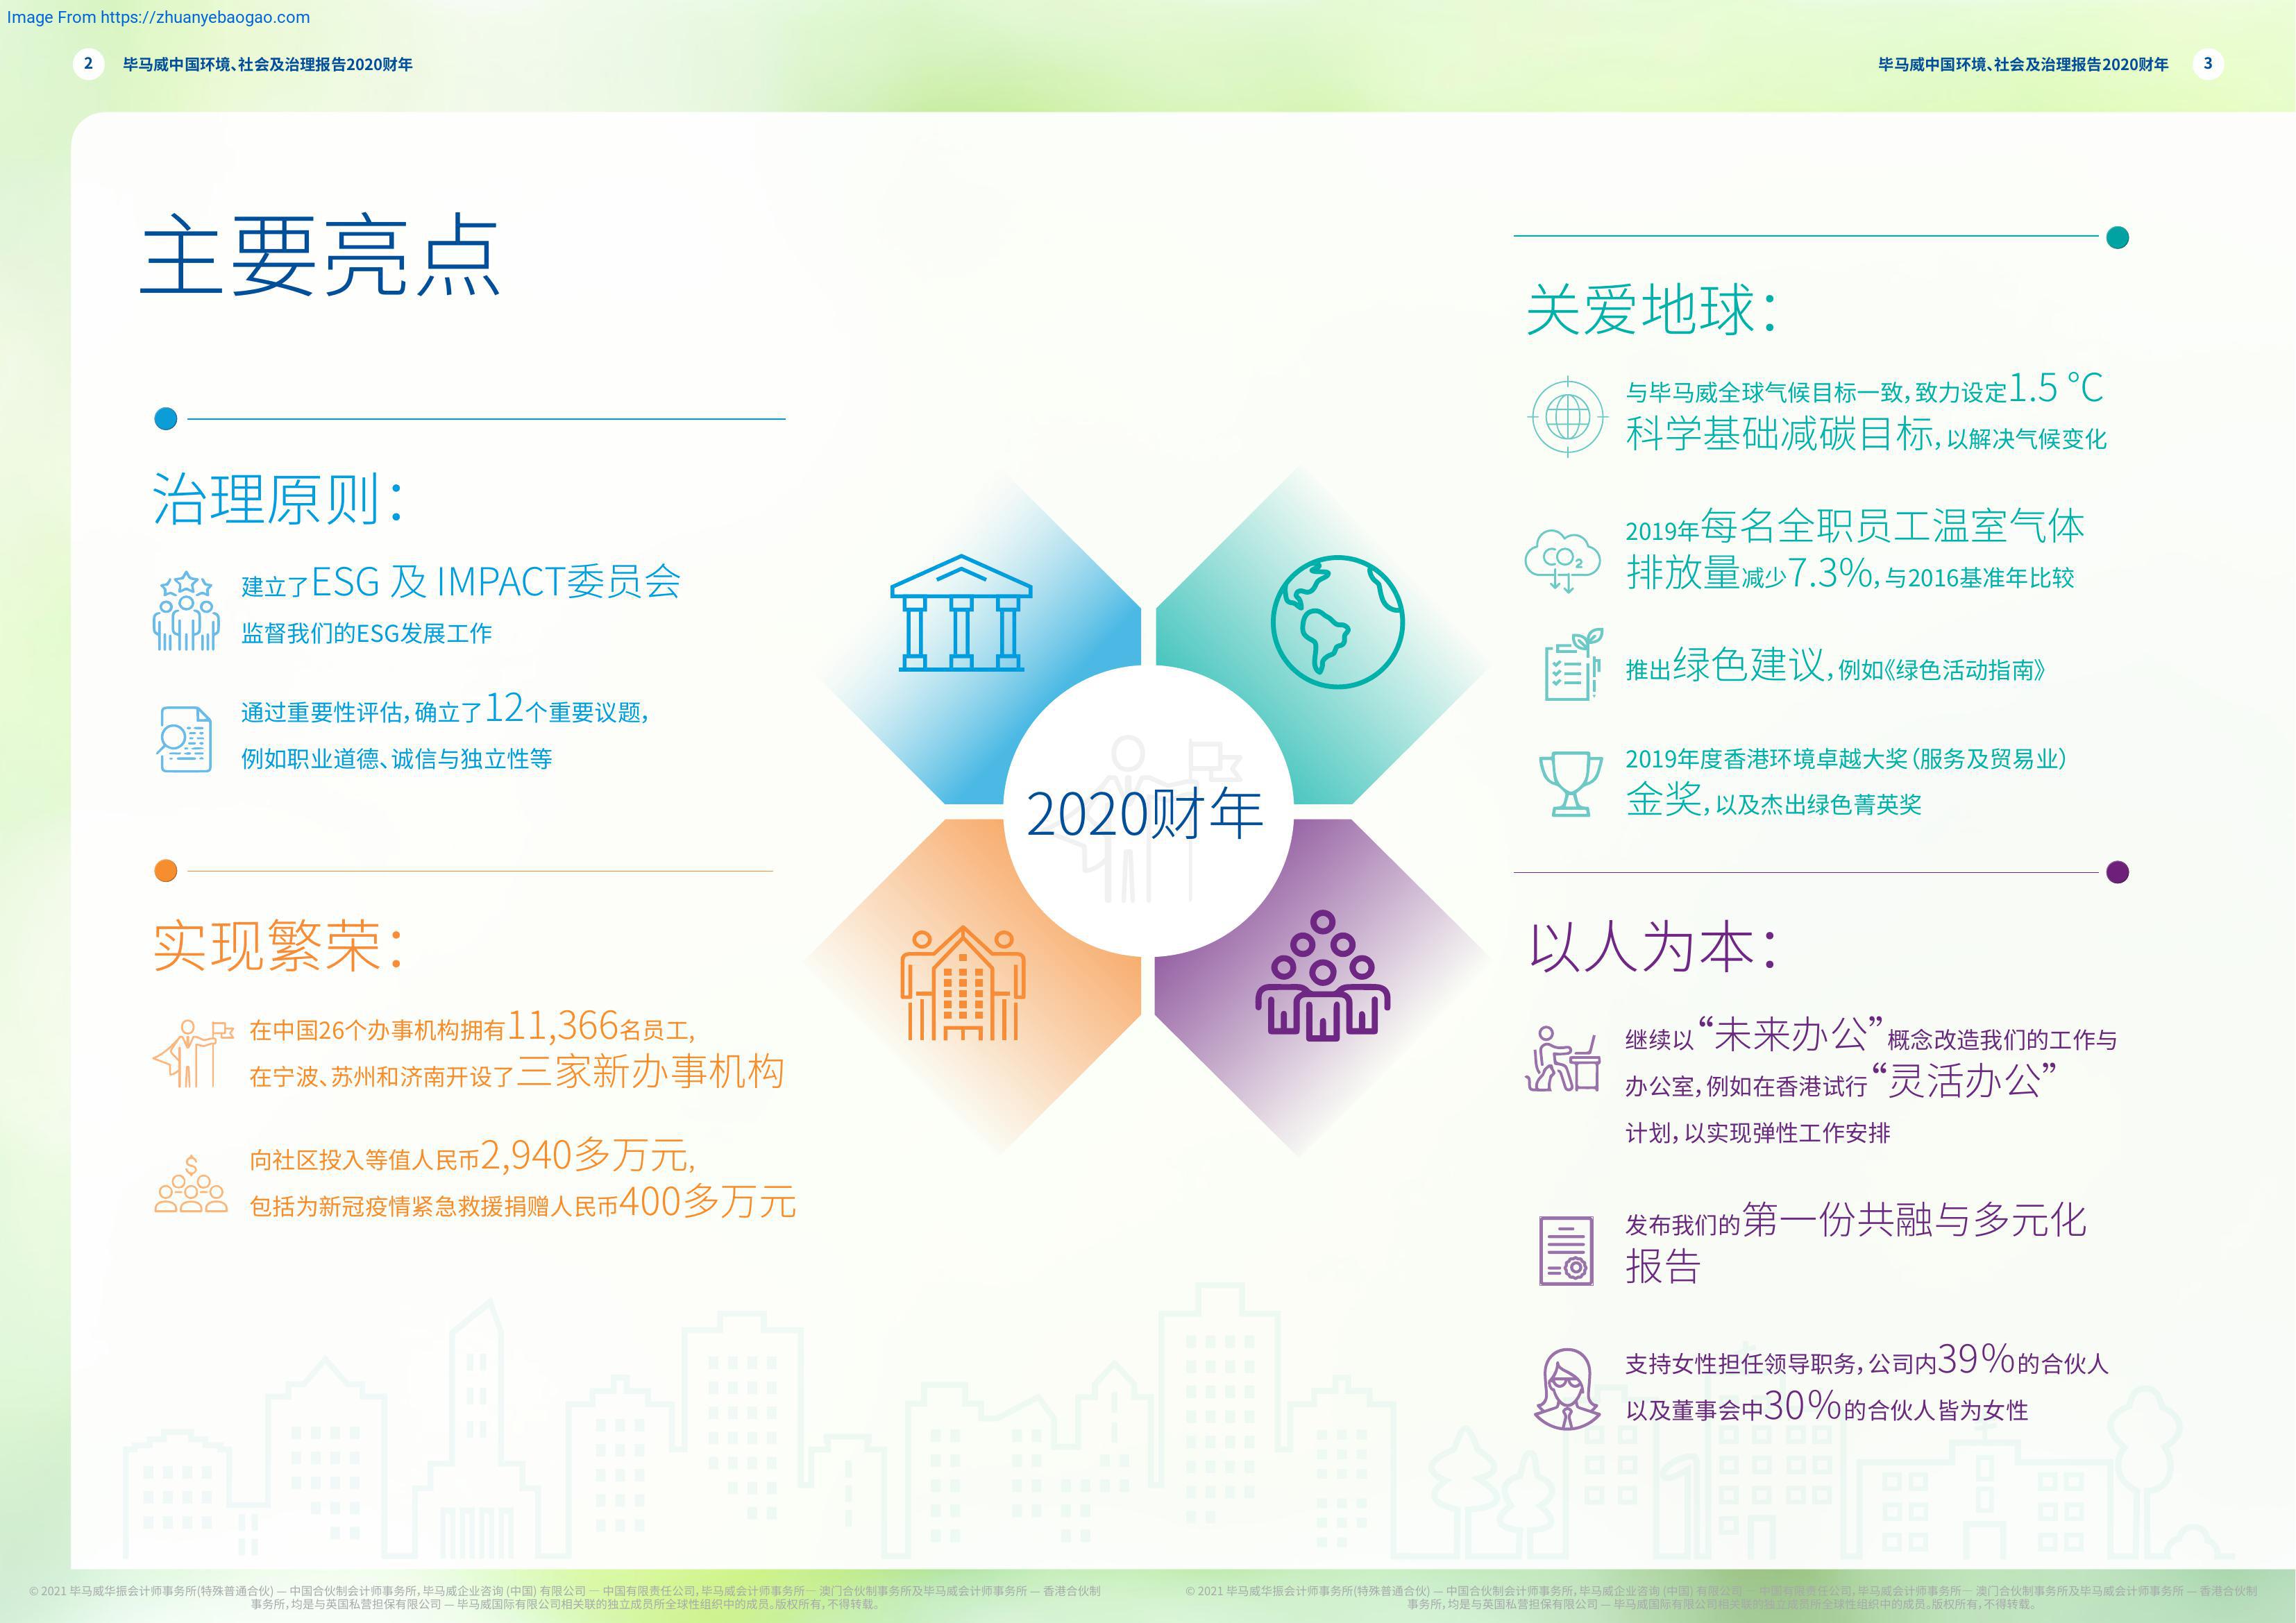 Image From https://zhuanyebaogao.com
2 毕马威中国环境、社会及治理报告2020财年
毕马威中国环境、社会及治理报告2020财年 3
主要亮点
治理原则：
建立了ESG 及 IMPACT委员会
监督我们的ESG发展工作
通过重要性评估，确立了12个重要议题，
例如职业道德、诚信与独立性等
实现繁荣：
在中国26个办事机构拥有11,366名员工，
在宁波、苏州和济南开设了三家新办事机构
$
向社区投入等值人民币2,940多万元，
包括为新冠疫情紧急救援捐赠人民币400多万元
2020财年
关爱地球：
与毕马威全球气候目标一致，致力设定1.5 °C
科学基础减碳目标，以解决气候变化
CO2
2019年每名全职员工温室气体
排放量减少7.3%，与2016基准年比较
推出绿色建议，例如《绿色活动指南》
2019年度香港环境卓越大奖（服务及贸易业）
金奖，以及杰出绿色菁英奖
以人为本：
继续以“未来办公”概念改造我们的工作与
办公室，例如在香港试行“灵活办公”
计划，以实现弹性工作安排
发布我们的第一份共融与多元化
报告
支持女性担任领导职务，公司内39%的合伙人
以及董事会中30%的合伙人皆为女性
© 2021 毕马威华振会计师事务所(特殊普通合伙) — 中国合伙制会计师事务所，毕马威企业咨询 (中国) 有限公司 — 中国有限责任公司，毕马威会计师事务所— 澳门合伙制事务所及毕马威会计师事务所 — 香港合伙制
事务所，均是与英国私营担保有限公司 — 毕马威国际有限公司相关联的独立成员所全球性组织中的成员。版权所有，不得转载。
© 2021 毕马威华振会计师事务所(特殊普通合伙) — 中国合伙制会计师事务所，毕马威企业咨询 (中国) 有限公司 — 中国有限责任公司，毕马威会计师事务所— 澳门合伙制事务所及毕马威会计师事务所 — 香港合伙制
事务所，均是与英国私营担保有限公司 — 毕马威国际有限公司相关联的独立成员所全球性组织中的成员。版权所有，不得转载。